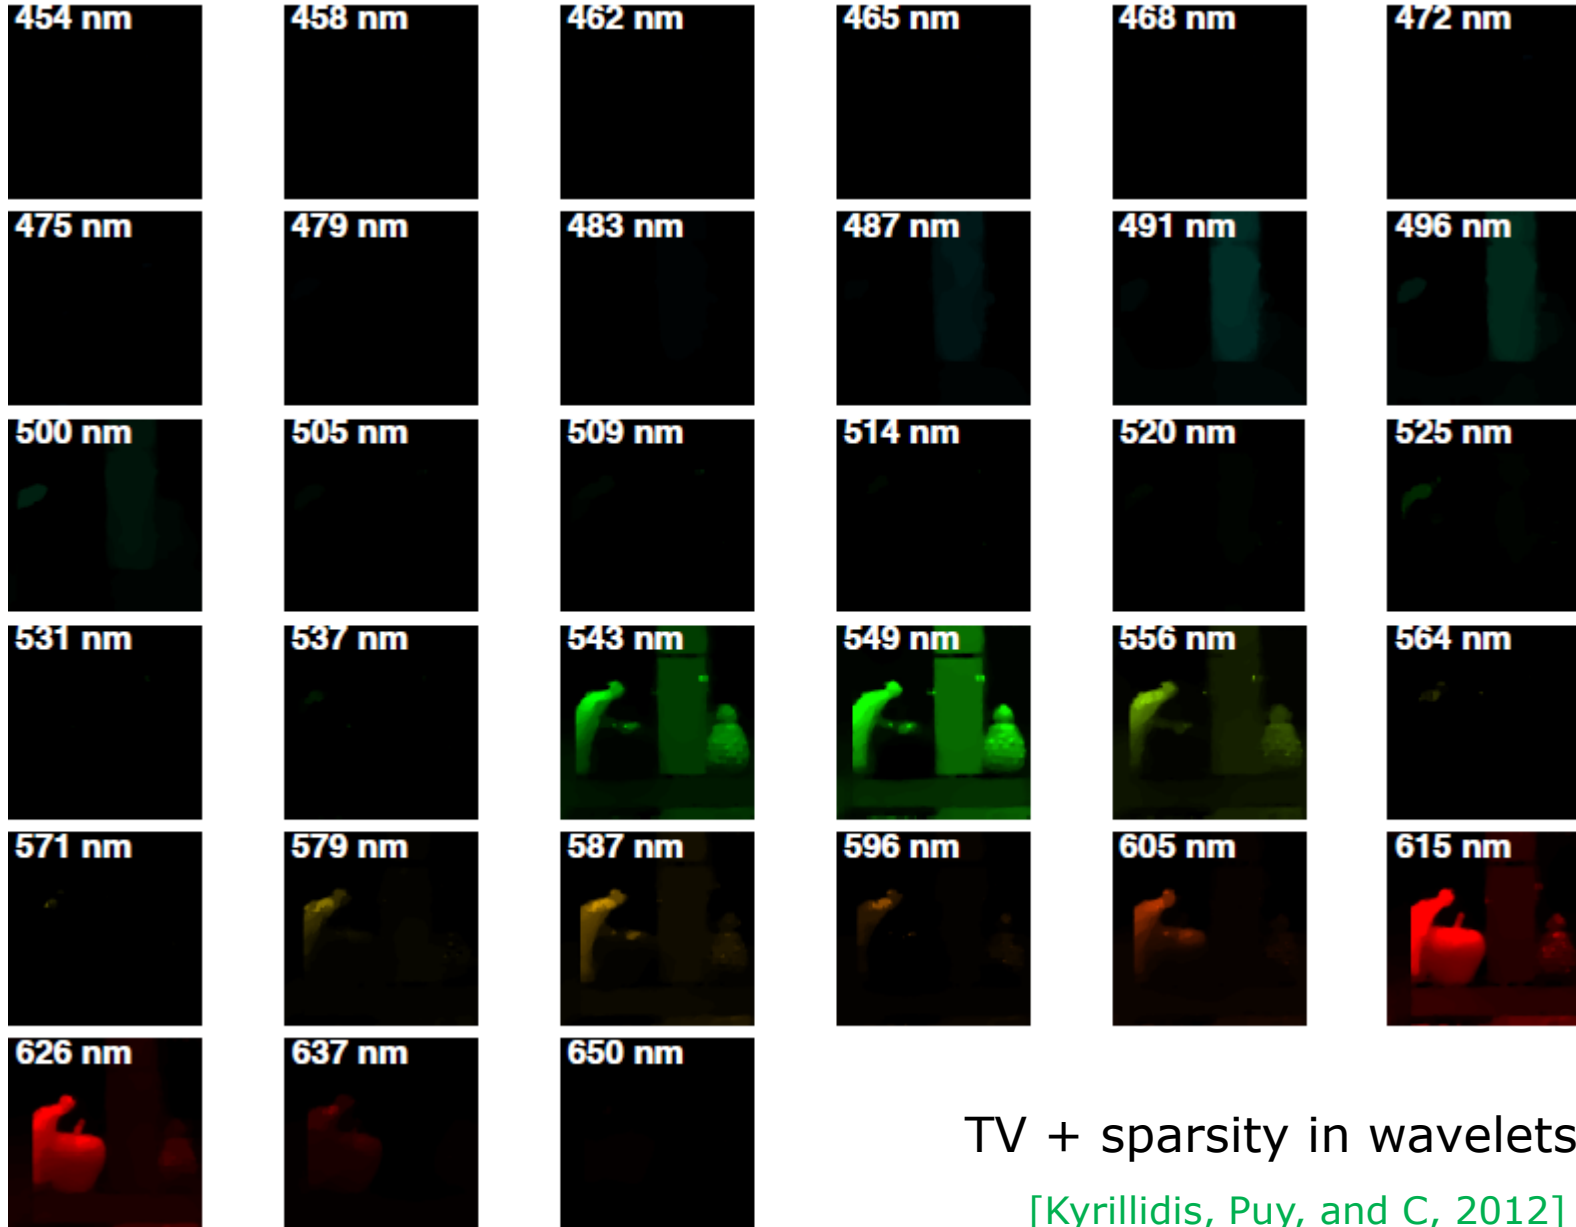 454 nm
458 nm
462 nm
465 nm
468 nm
472 nm
475 nm
479 nm
483 nm
487 nm
491 nm
496 nm
500 nm
505 nm
509 nm
514 nm
520 nm
525 nm
531 nm
537 nm
543 nm
549 nm
556 nm
564 nm
571 nm
579 nm
587 nm
596 nm
605 nm
615 nm
626 nm
637 nm
650 nm
TV + sparsity in wavelets
[Kyrillidis, Puy, and C, 2012]